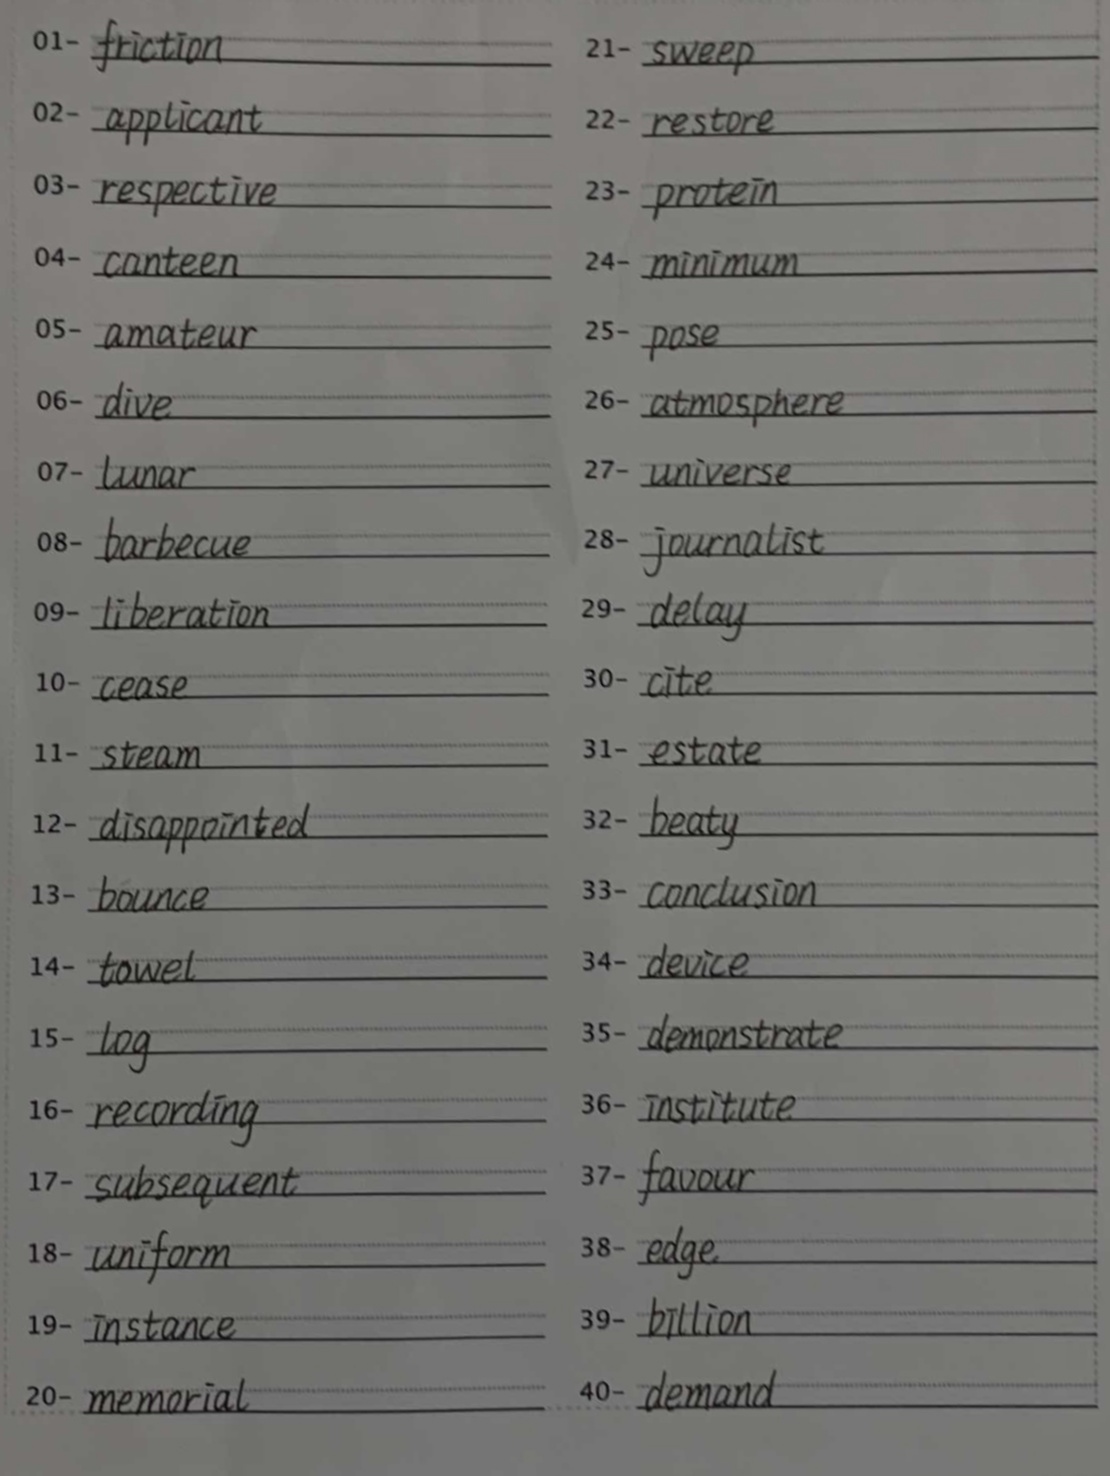 01- friction
02- applicant
03- respective
04- canteen
05- amateur
06- dive
07- lunar
08- barbecue
09- liberation
10- cease
11- steam
12- disappointed
13- bounce
14- towel
15- log
16- recording
17- subsequent
18- uniform
19- instance
20- memorial
21- sweep
22- restore
23- protein
24- minimum
25- pose
26- atmosphere
27- universe
28- journalist
29- delay
30- cite
31- estate
32- beaty
33- conclusion
34- device
35- demonstrate
36- institute
37- favour
38- edge
39- billion
40- demand